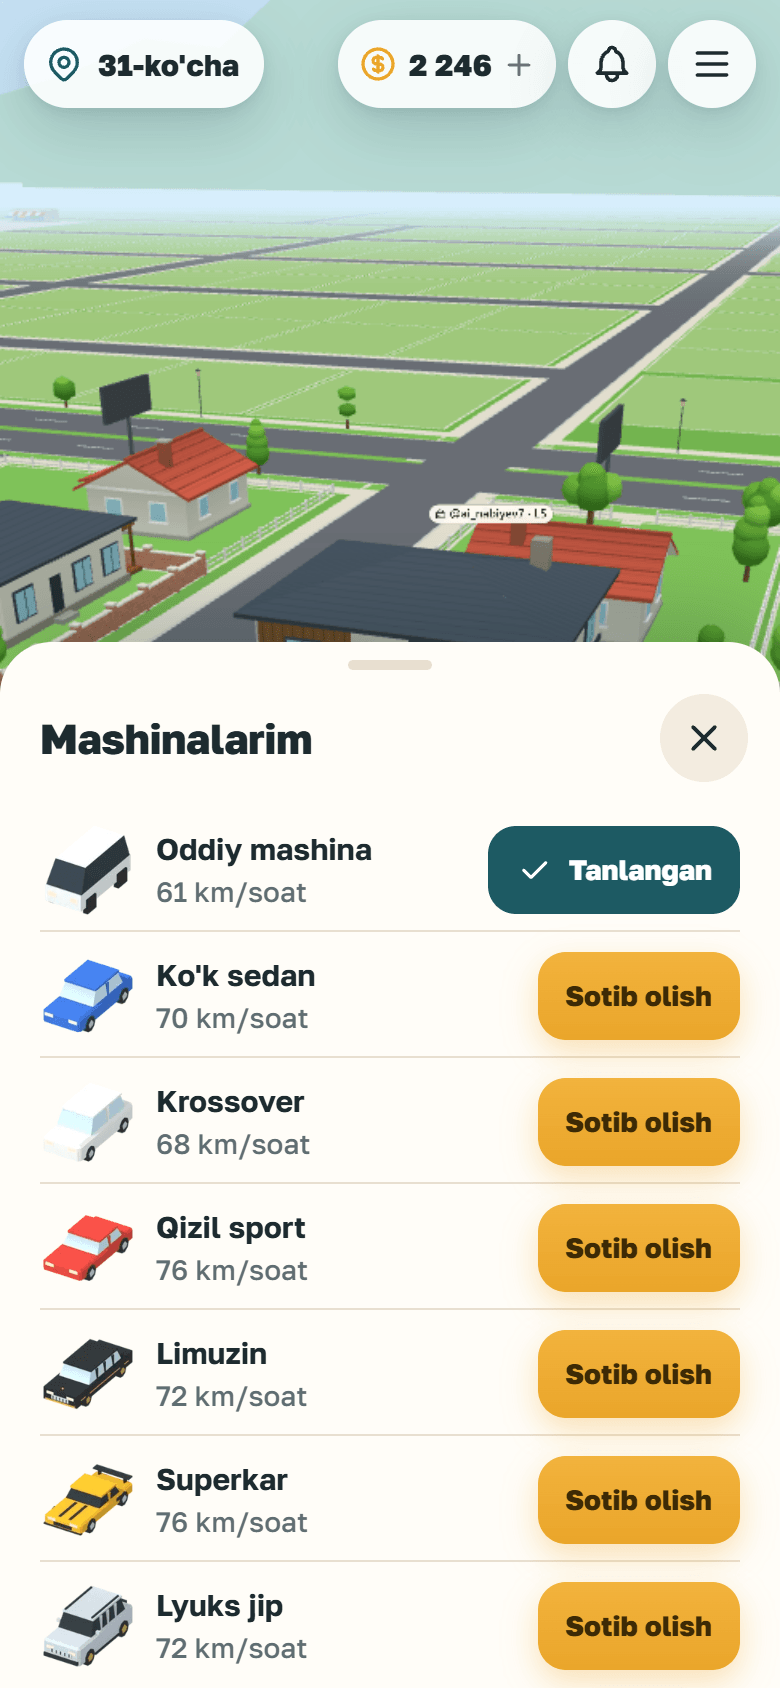 31-ko'cha
2 246
@ai_nabiyev7 · L5
Mashinalarim
Oddiy mashina
61 km/soat
Tanlangan
Ko'k sedan
70 km/soat
Sotib olish
Krossover
68 km/soat
Sotib olish
Qizil sport
76 km/soat
Sotib olish
Limuzin
72 km/soat
Sotib olish
Superkar
76 km/soat
Sotib olish
Lyuks jip
72 km/soat
Sotib olish